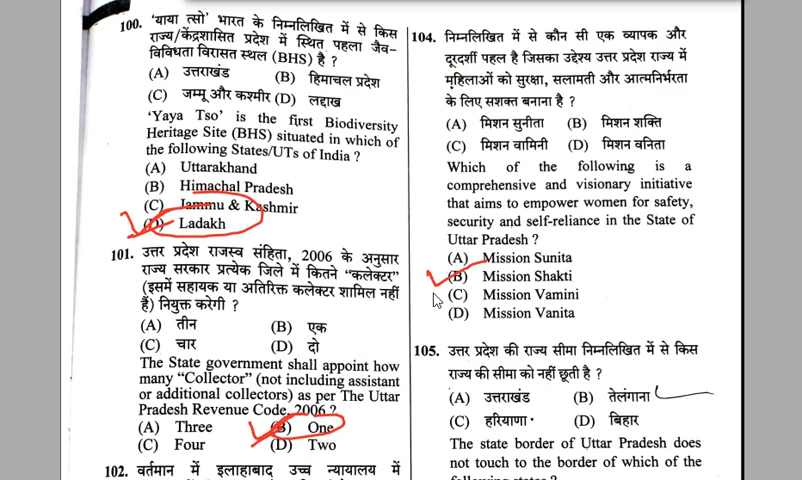 100. 'याया त्सो' भारत के निम्नलिखित में से किस
राज्य/केंद्रशासित प्रदेश में स्थित पहला जैव-
विविधता विरासत स्थल (BHS) है ?
(A) उत्तराखंड (B) हिमाचल प्रदेश
(C) जम्मू और कश्मीर (D) लद्दाख
'Yaya Tso' is the first Biodiversity
Heritage Site (BHS) situated in which of
the following States/UTs of India ?
(A) Uttarakhand
(B) Himachal Pradesh
(C) Jammu & Kashmir
(D) Ladakh
101. उत्तर प्रदेश राजस्व संहिता, 2006 के अनुसार
राज्य सरकार प्रत्येक जिले में कितने "कलेक्टर"
(इसमें सहायक या अतिरिक्त कलेक्टर शामिल नहीं
हैं) नियुक्त करेगी ?
(A) तीन (B) एक
(C) चार (D) दो
The State government shall appoint how
many "Collector" (not including assistant
or additional collectors) as per The Uttar
Pradesh Revenue Code, 2006 ?
(A) Three (B) One
(C) Four (D) Two
102. वर्तमान में इलाहाबाद उच्च न्यायालय में
104. निम्नलिखित में से कौन सी एक व्यापक और
दूरदर्शी पहल है जिसका उद्देश्य उत्तर प्रदेश राज्य में
महिलाओं को सुरक्षा, सलामती और आत्मनिर्भरता
के लिए सशक्त बनाना है ?
(A) मिशन सुनीता (B) मिशन शक्ति
(C) मिशन वामिनी (D) मिशन वनिता
Which of the following is a
comprehensive and visionary initiative
that aims to empower women for safety,
security and self-reliance in the State of
Uttar Pradesh ?
(A) Mission Sunita
(B) Mission Shakti
(C) Mission Vamini
(D) Mission Vanita
105. उत्तर प्रदेश की राज्य सीमा निम्नलिखित में से किस
राज्य की सीमा को नहीं छूती है ?
(A) उत्तराखंड (B) तेलंगाना
(C) हरियाणा (D) बिहार
The state border of Uttar Pradesh does
not touch to the border of which of the
following states ?